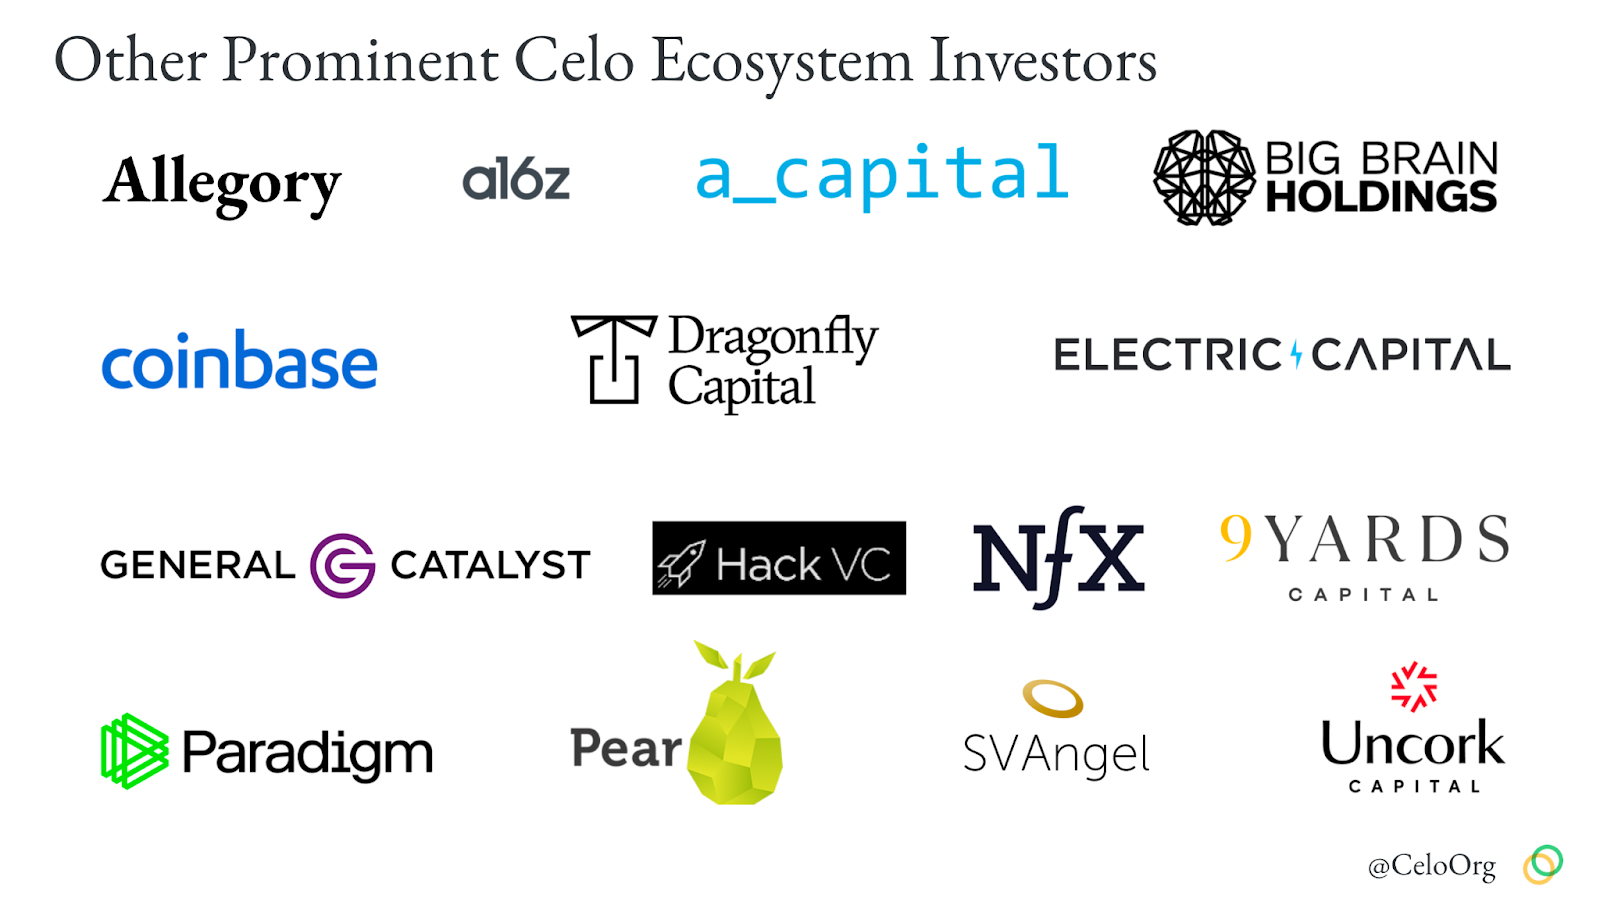 Other Prominent Celo Ecosystem Investors
Allegory
a16z
a_capital
BIG BRAIN
HOLDINGS
coinbase
Dragonfly
Capital
ELECTRIC CAPITAL
GENERAL CATALYST
Hack VC
NfX
9YARDS
CAPITAL
Paradigm
Pear
SVAngel
Uncork
CAPITAL
@CeloOrg